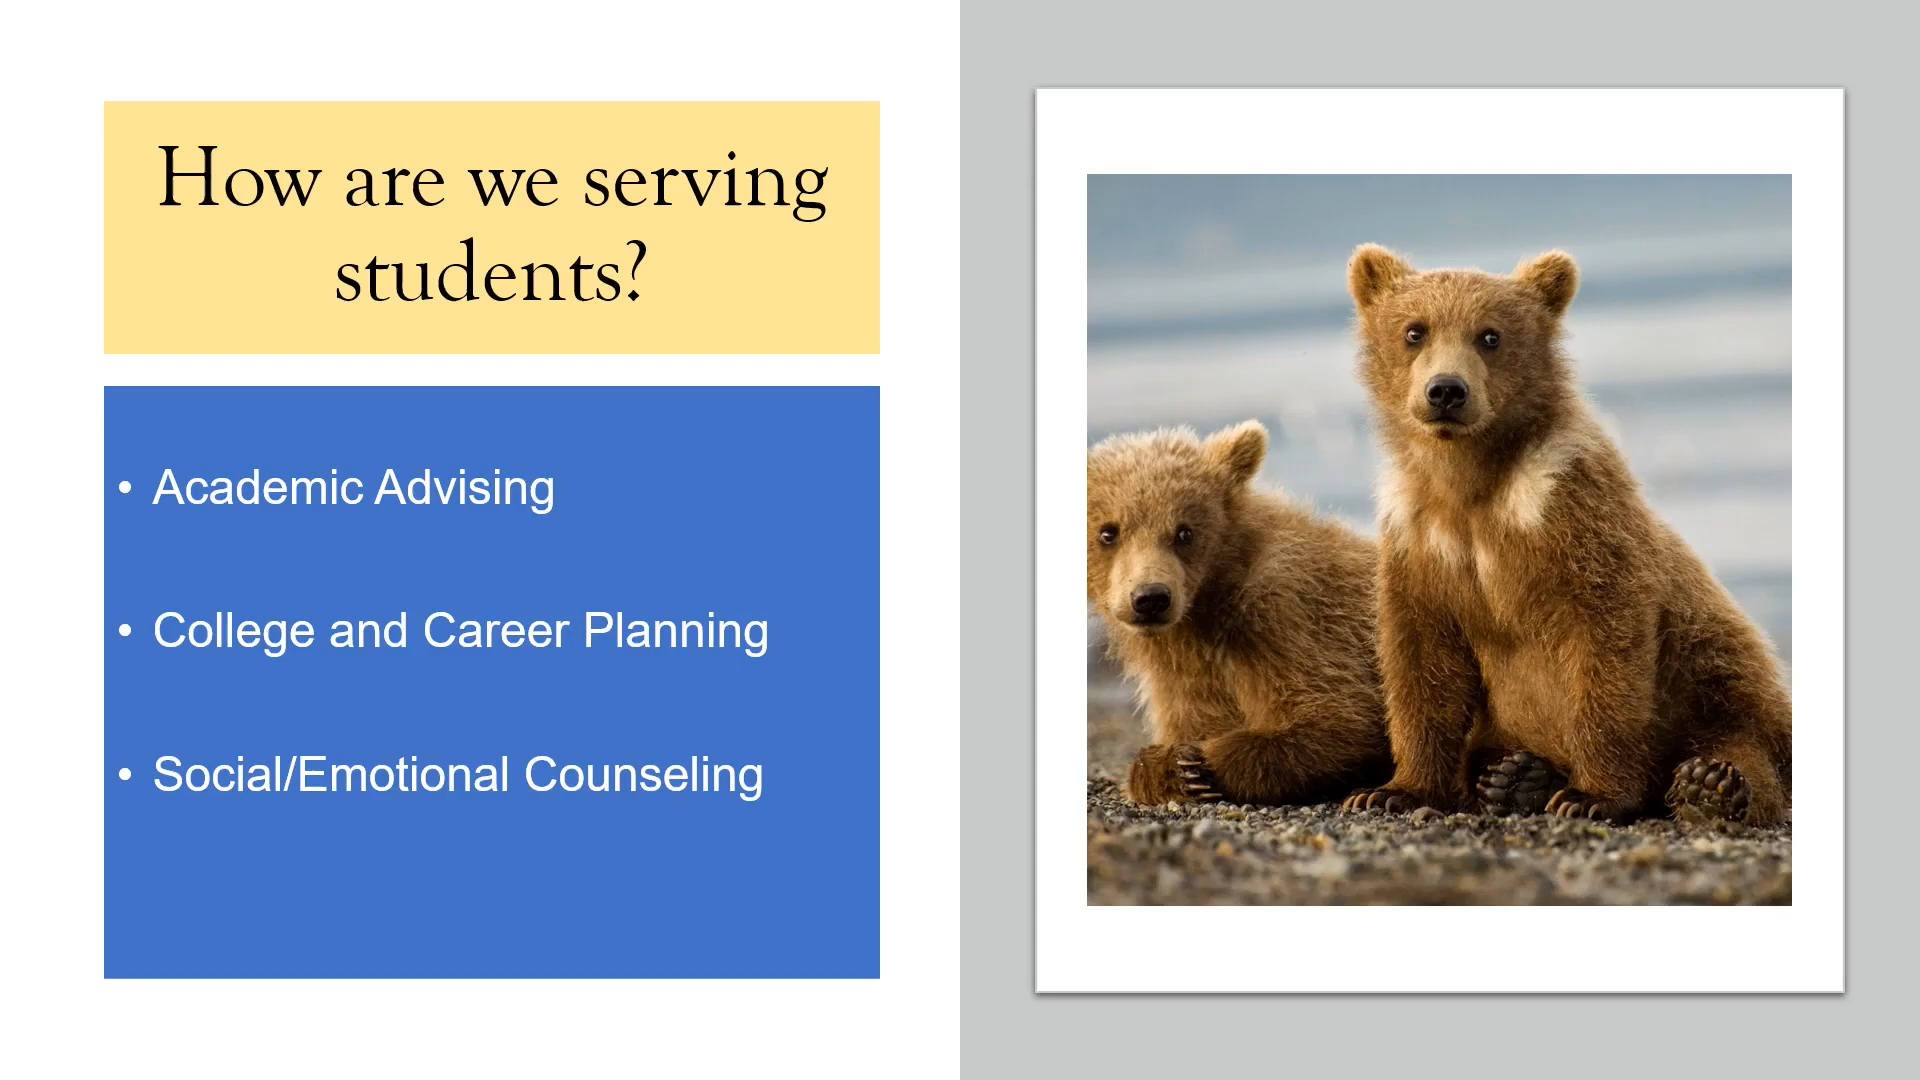 How are we serving
students?
• Academic Advising
• College and Career Planning
• Social/Emotional Counseling